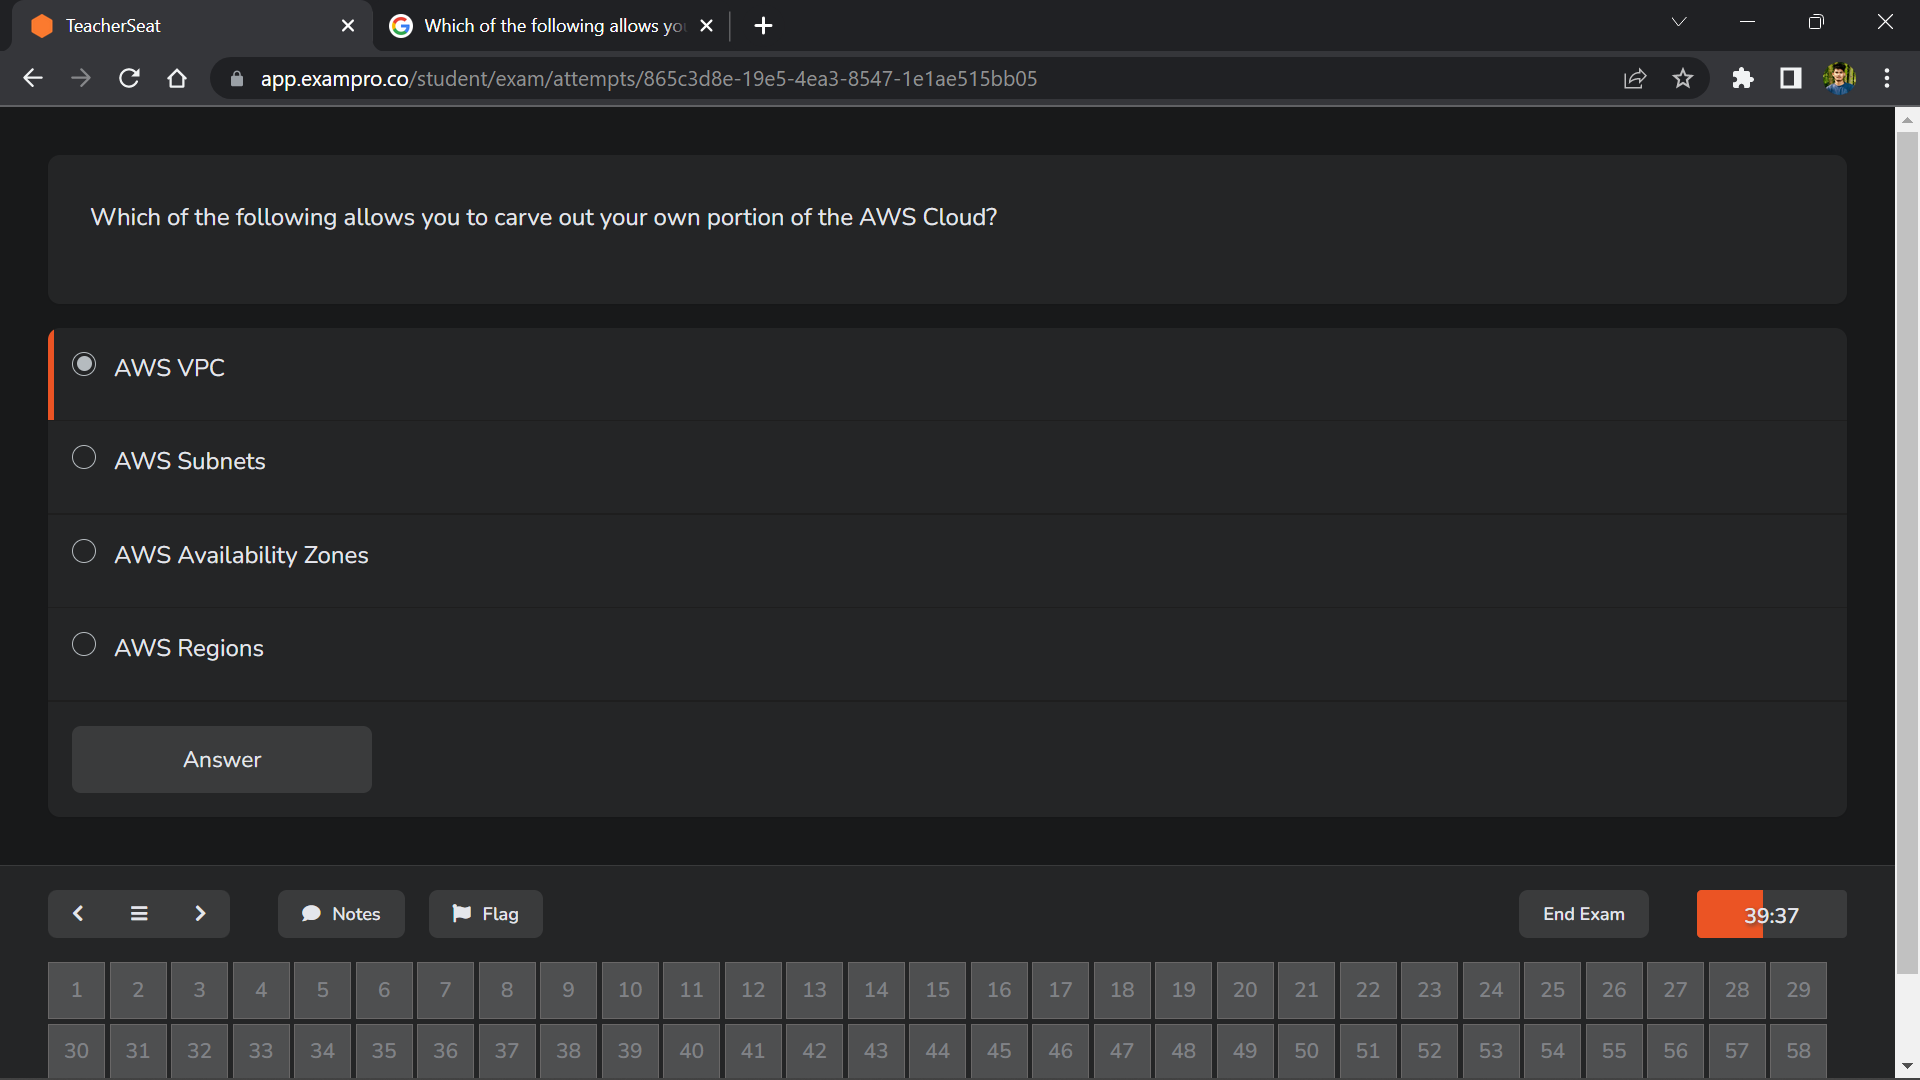 TeacherSeat
Which of the following allows yo
app.exampro.co/student/exam/attempts/865c3d8e-19e5-4ea3-8547-1e1ae515bb05
Which of the following allows you to carve out your own portion of the AWS Cloud?
AWS VPC
AWS Subnets
AWS Availability Zones
AWS Regions
Answer
Notes Flag End Exam 39:37
1 2 3 4 5 6 7 8 9 10 11 12 13 14 15 16 17 18 19 20 21 22 23 24 25 26 27 28 29
30 31 32 33 34 35 36 37 38 39 40 41 42 43 44 45 46 47 48 49 50 51 52 53 54 55 56 57 58